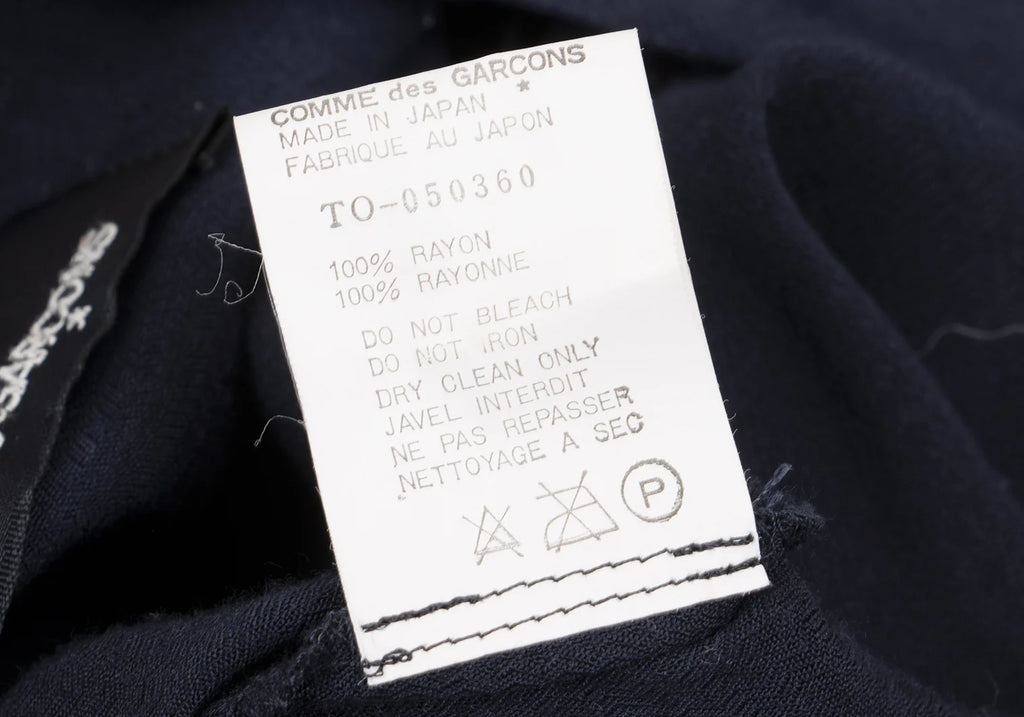 COMME des GARCONS
*
MADE IN JAPAN
FABRIQUE AU JAPON
TO-050360
100% RAYON
100% RAYONNE
DO NOT BLEACH
DO NOT IRON
DRY CLEAN ONLY
JAVEL INTERDIT
NE PAS REPASSER
NETTOYAGE A SEC
P
GARÇONS
*